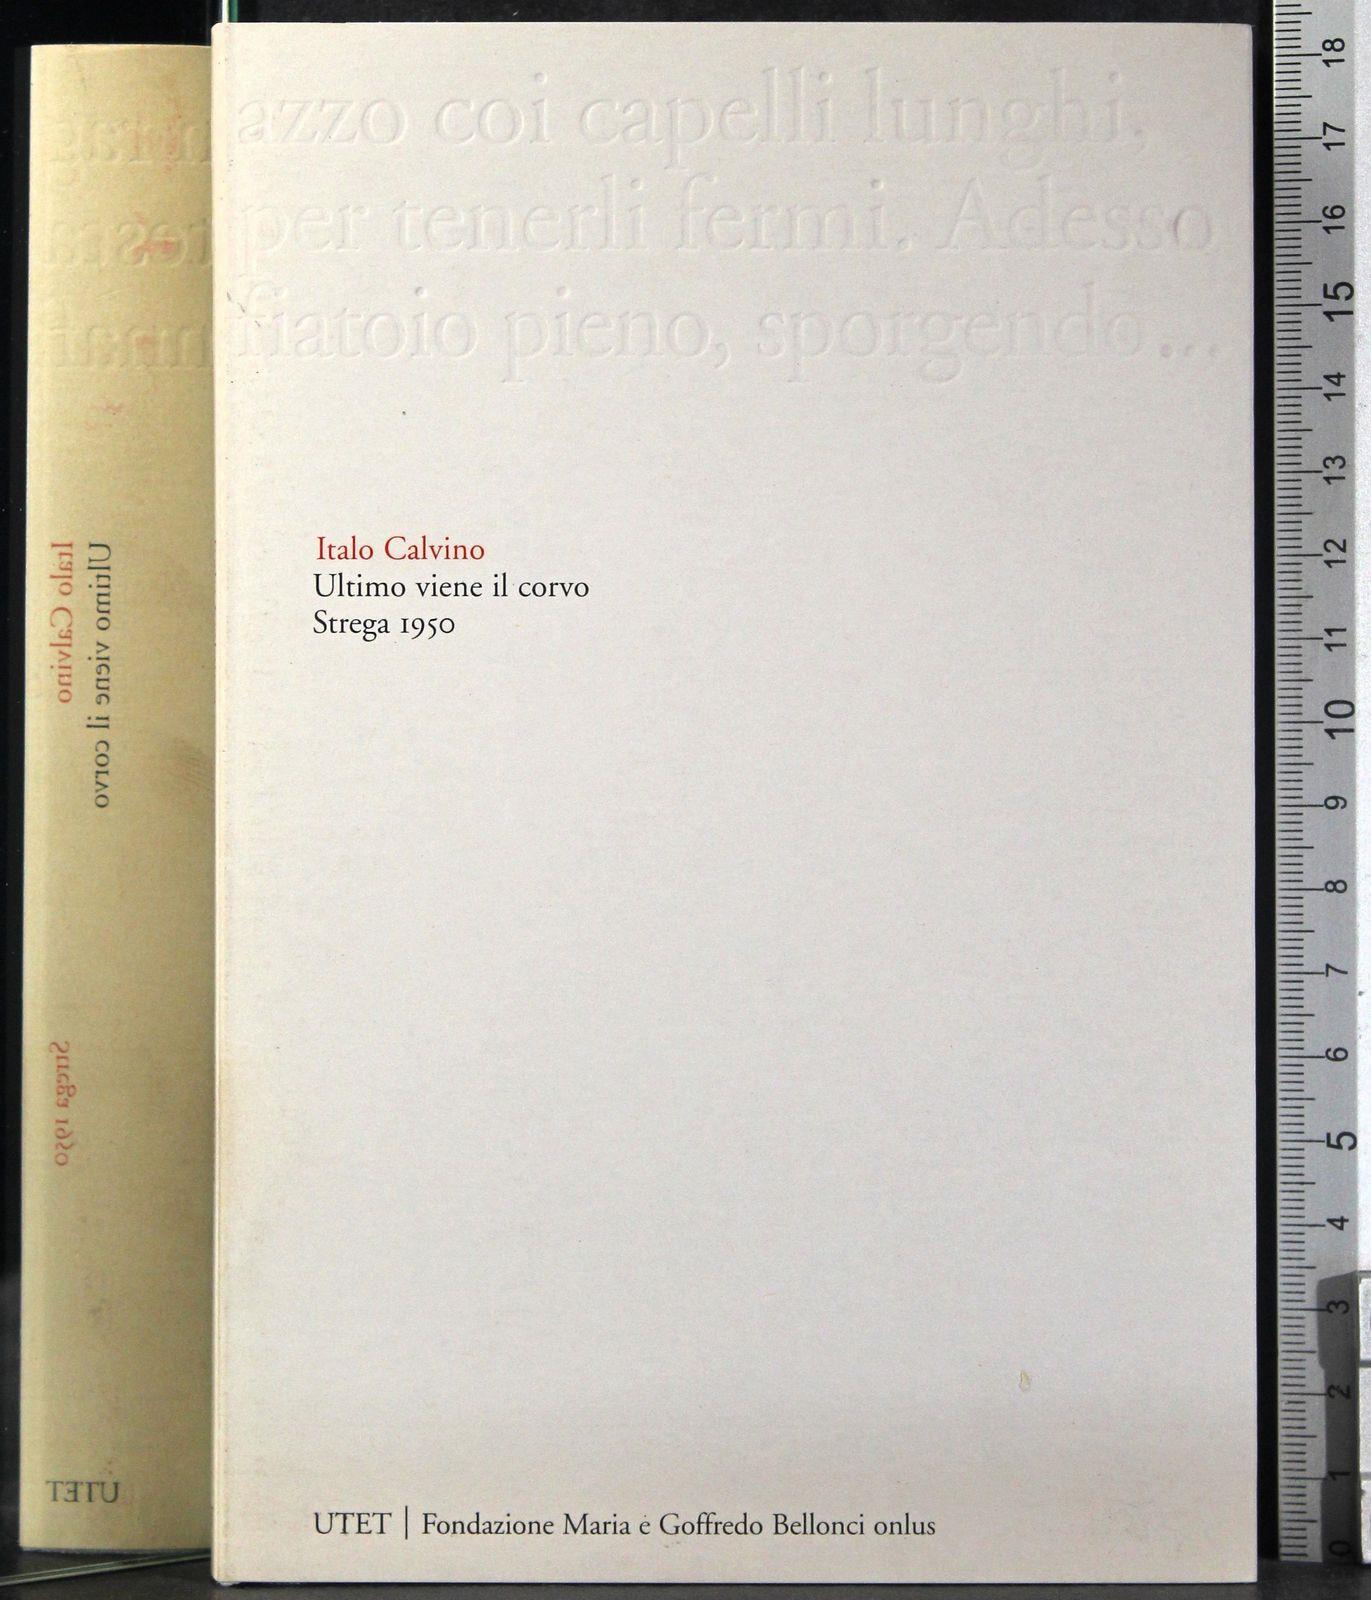 azzo coi capelli lunghi,
per tenerli fermi. Adesso
fiatoio pieno, sporgendo...
Italo Calvino
Ultimo viene il corvo
Strega 1950
UTET | Fondazione Maria e Goffredo Bellonci onlus
Italo Calvino
Ultimo viene il corvo
Strega 1950
UTET
18
17
16
15
14
13
12
11
10
9
8
7
6
5
4
3
2
1
0